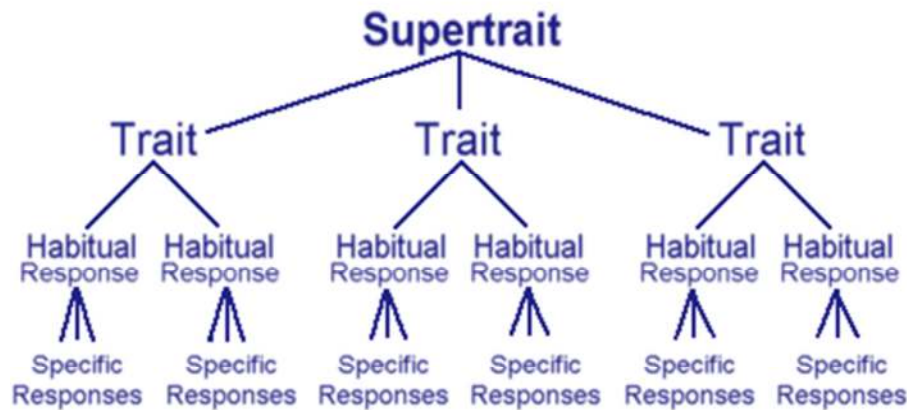 Supertrait
Trait Trait Trait
Habitual Habitual Habitual Habitual Habitual Habitual
Response Response Response Response Response Response
Specific Specific Specific Specific Specific Specific
Responses Responses Responses Responses Responses Responses